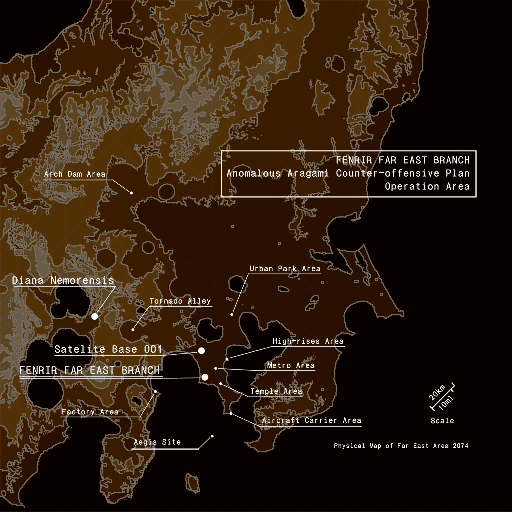 FENRIR FAR EAST BRANCH
Anomalous Aragami Counter-offensive Plan
Operation Area
Arch Dam Area
Urban Park Area
Diana Nemorensis
Tornado Alley
High-rises Area
Satelite Base 001
Metro Area
FENRIR FAR EAST BRANCH
Temple Area
Factory Area
Aircraft Carrier Area
Aegis Site
20km
10mi
Scale
Physical Map of Far East Area 2074